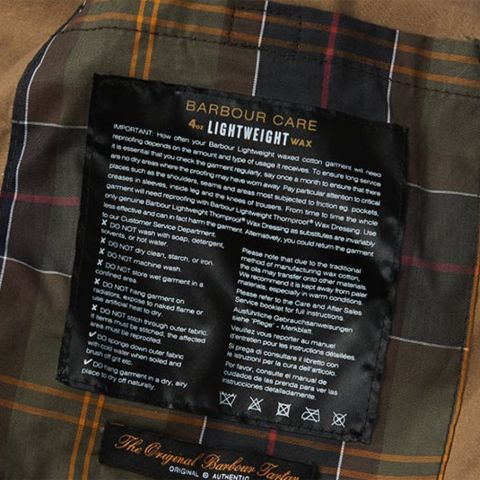 BARBOUR CARE
4oz LIGHTWEIGHT WAX
IMPORTANT: How often your Barbour Lightweight waxed cotton garment will need
reproofing depends on the amount and type of usage it receives. To ensure long service
it is essential that you check the garment regularly, say once a month to ensure that there
are no dry areas where the proofing may have worn away. Pay particular attention to critical
places such as the shoulders, seams and areas most subjected to friction eg. pockets,
creases in sleeves, inside leg and the knees of trousers. From time to time the whole
garment will need reproofing with Barbour Lightweight Thornproof® Wax Dressing. Use
only genuine Barbour Lightweight Thornproof® Wax Dressing as substitutes are invariably
less effective and can in fact harm the garment. Alternatively, you could return the garment
to our Customer Service Department.
✗ DO NOT wash with soap, detergent,
solvents, or hot water.
✗ DO NOT dry clean, starch, or iron.
✗ DO NOT machine wash.
✗ DO NOT store wet garment in a
confined area.
✗ DO NOT hang garment on
radiators, expose to naked flame or
use artificial heat to dry.
✗ DO NOT stitch through outer fabric.
If items must be stitched, the affected
area must be reproofed.
✓ DO sponge down outer fabric
with cold water when soiled and
brush off grit etc.
✓ DO hang garment in a dry, airy
place to dry off naturally.
Please note that due to the traditional
method of manufacturing wax cotton,
the oils may transfer onto other materials.
We recommend it is kept away from paler
materials, especially in warm conditions.
Please refer to the Care and After Sales
Service booklet for full instructions.
Ausführliche Gebrauchsanweisungen
siehe "Pflege" - Merkblatt.
Veuillez vous reporter au manuel
d'entretien pour les instructions détaillées.
Si prega di consultare il libretto con
le istruzioni per la cura dell'articolo.
Por favor, consulte el manual de
cuidados de las prenda para ver las
instrucciones detalladas.
The Original Barbour Tartan
ORIGINAL & AUTHENTIC